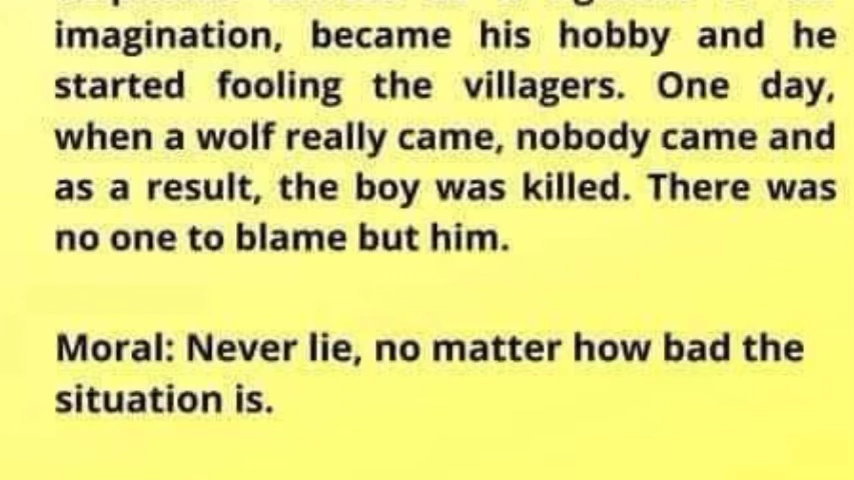 imagination, became his hobby and he
started fooling the villagers. One day,
when a wolf really came, nobody came and
as a result, the boy was killed. There was
no one to blame but him.
Moral: Never lie, no matter how bad the
situation is.